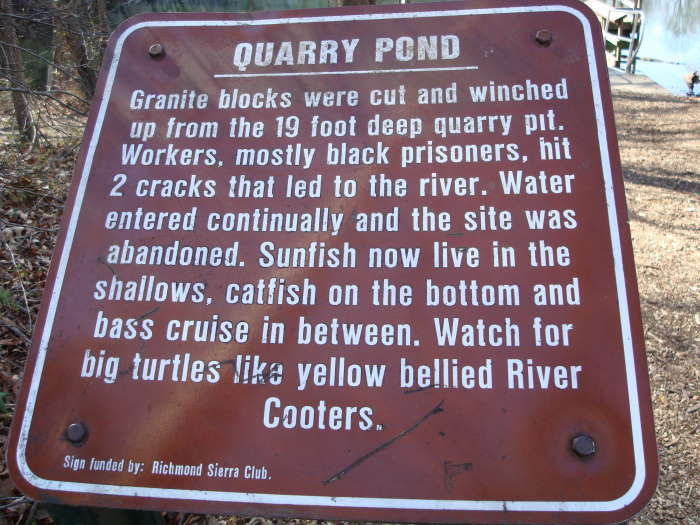 QUARRY POND
Granite blocks were cut and winched
up from the 19 foot deep quarry pit.
Workers, mostly black prisoners, hit
2 cracks that led to the river. Water
entered continually and the site was
abandoned. Sunfish now live in the
shallows, catfish on the bottom and
bass cruise in between. Watch for
big turtles like yellow bellied River
Cooters.
Sign funded by: Richmond Sierra Club.